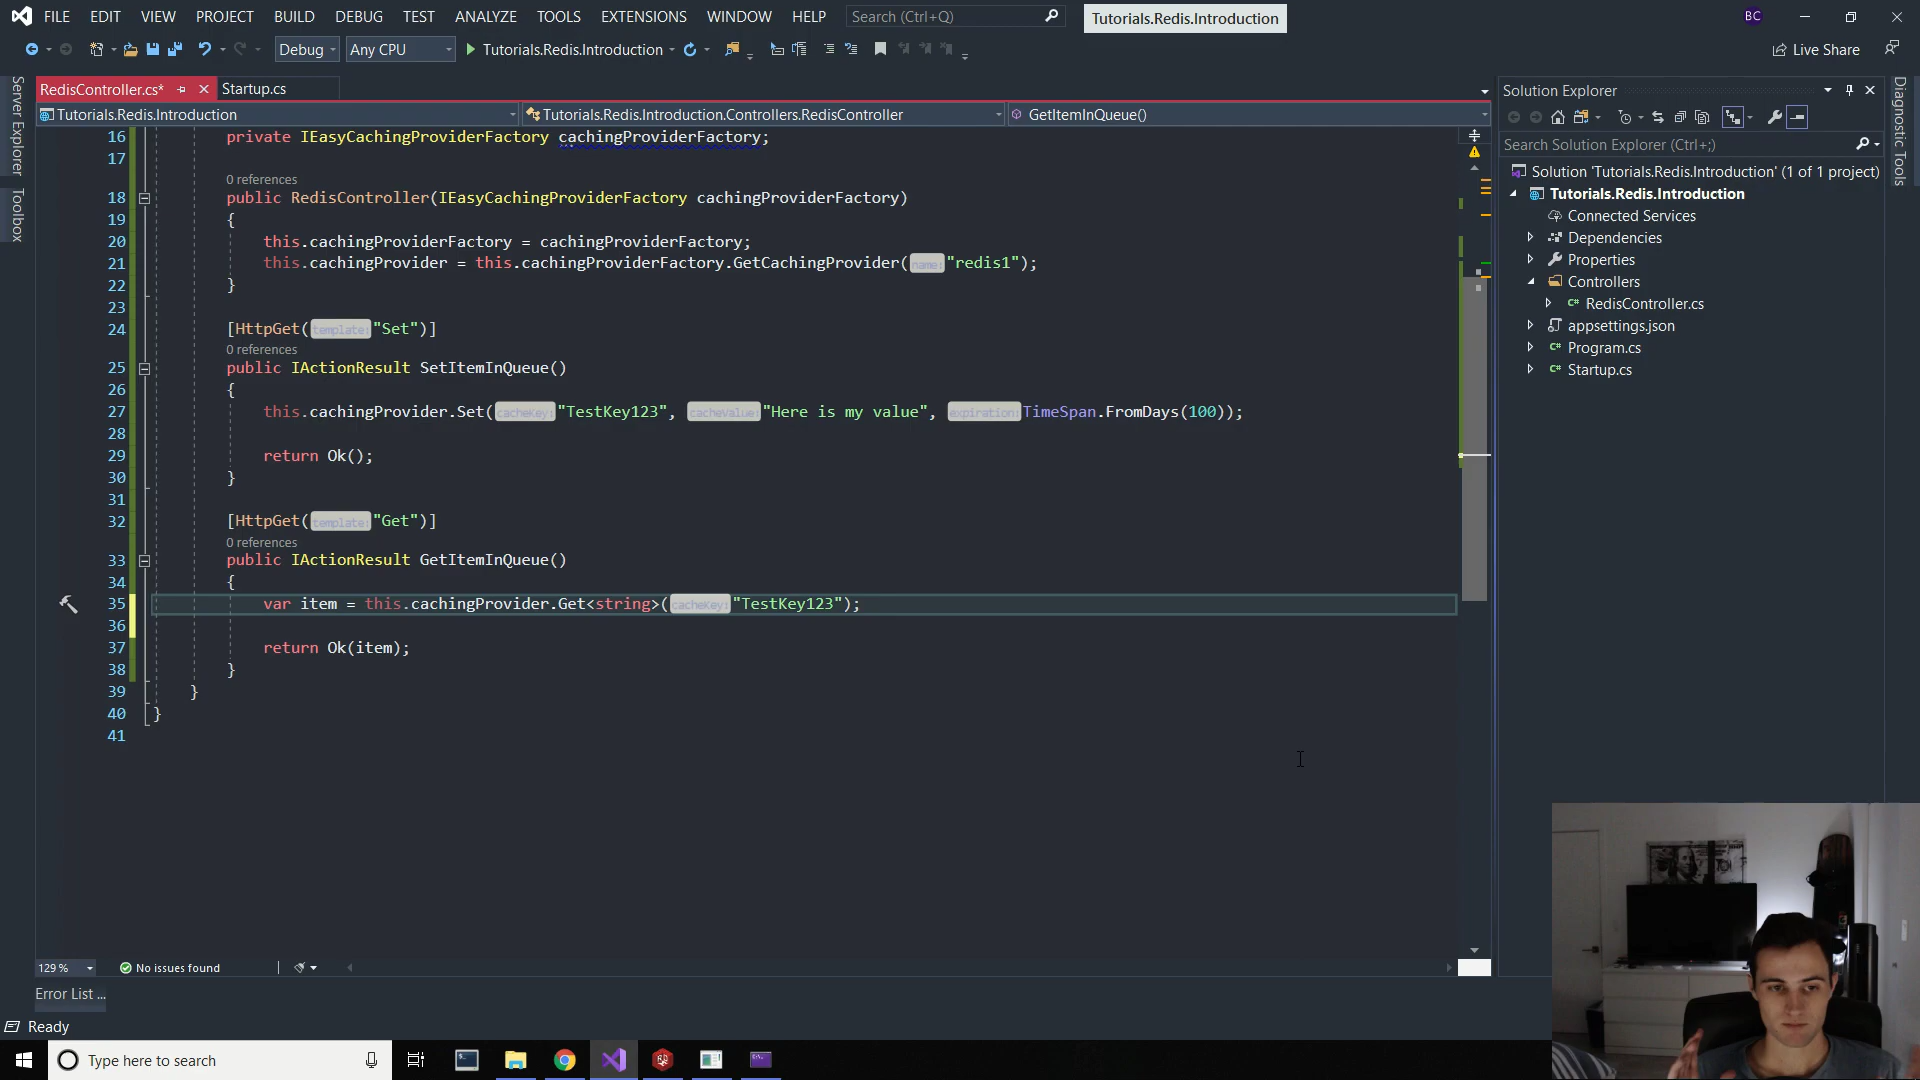 FILE EDIT VIEW PROJECT BUILD DEBUG TEST ANALYZE TOOLS EXTENSIONS WINDOW HELP Search (Ctrl+Q) Tutorials.Redis.Introduction BC
Debug Any CPU Tutorials.Redis.Introduction Live Share
Server Explorer
Toolbox
RedisController.cs* Startup.cs
Tutorials.Redis.Introduction Tutorials.Redis.Introduction.Controllers.RedisController GetItemInQueue()
16 private IEasyCachingProviderFactory cachingProviderFactory;
17
0 references
18 public RedisController(IEasyCachingProviderFactory cachingProviderFactory)
19 {
20 this.cachingProviderFactory = cachingProviderFactory;
21 this.cachingProvider = this.cachingProviderFactory.GetCachingProvider(name: "redis1");
22 }
23
24 [HttpGet(template: "Set")]
0 references
25 public IActionResult SetItemInQueue()
26 {
27 this.cachingProvider.Set(cacheKey: "TestKey123", cacheValue: "Here is my value", expiration: TimeSpan.FromDays(100));
28
29 return Ok();
30 }
31
32 [HttpGet(template: "Get")]
0 references
33 public IActionResult GetItemInQueue()
34 {
35 var item = this.cachingProvider.Get<string>(cacheKey: "TestKey123");
36
37 return Ok(item);
38 }
39 }
40 }
41
129 % No issues found
Error List ...
Ready
Type here to search
Solution Explorer
Search Solution Explorer (Ctrl+;)
Solution 'Tutorials.Redis.Introduction' (1 of 1 project)
Tutorials.Redis.Introduction
Connected Services
Dependencies
Properties
Controllers
RedisController.cs
appsettings.json
Program.cs
Startup.cs
Diagnostic Tools